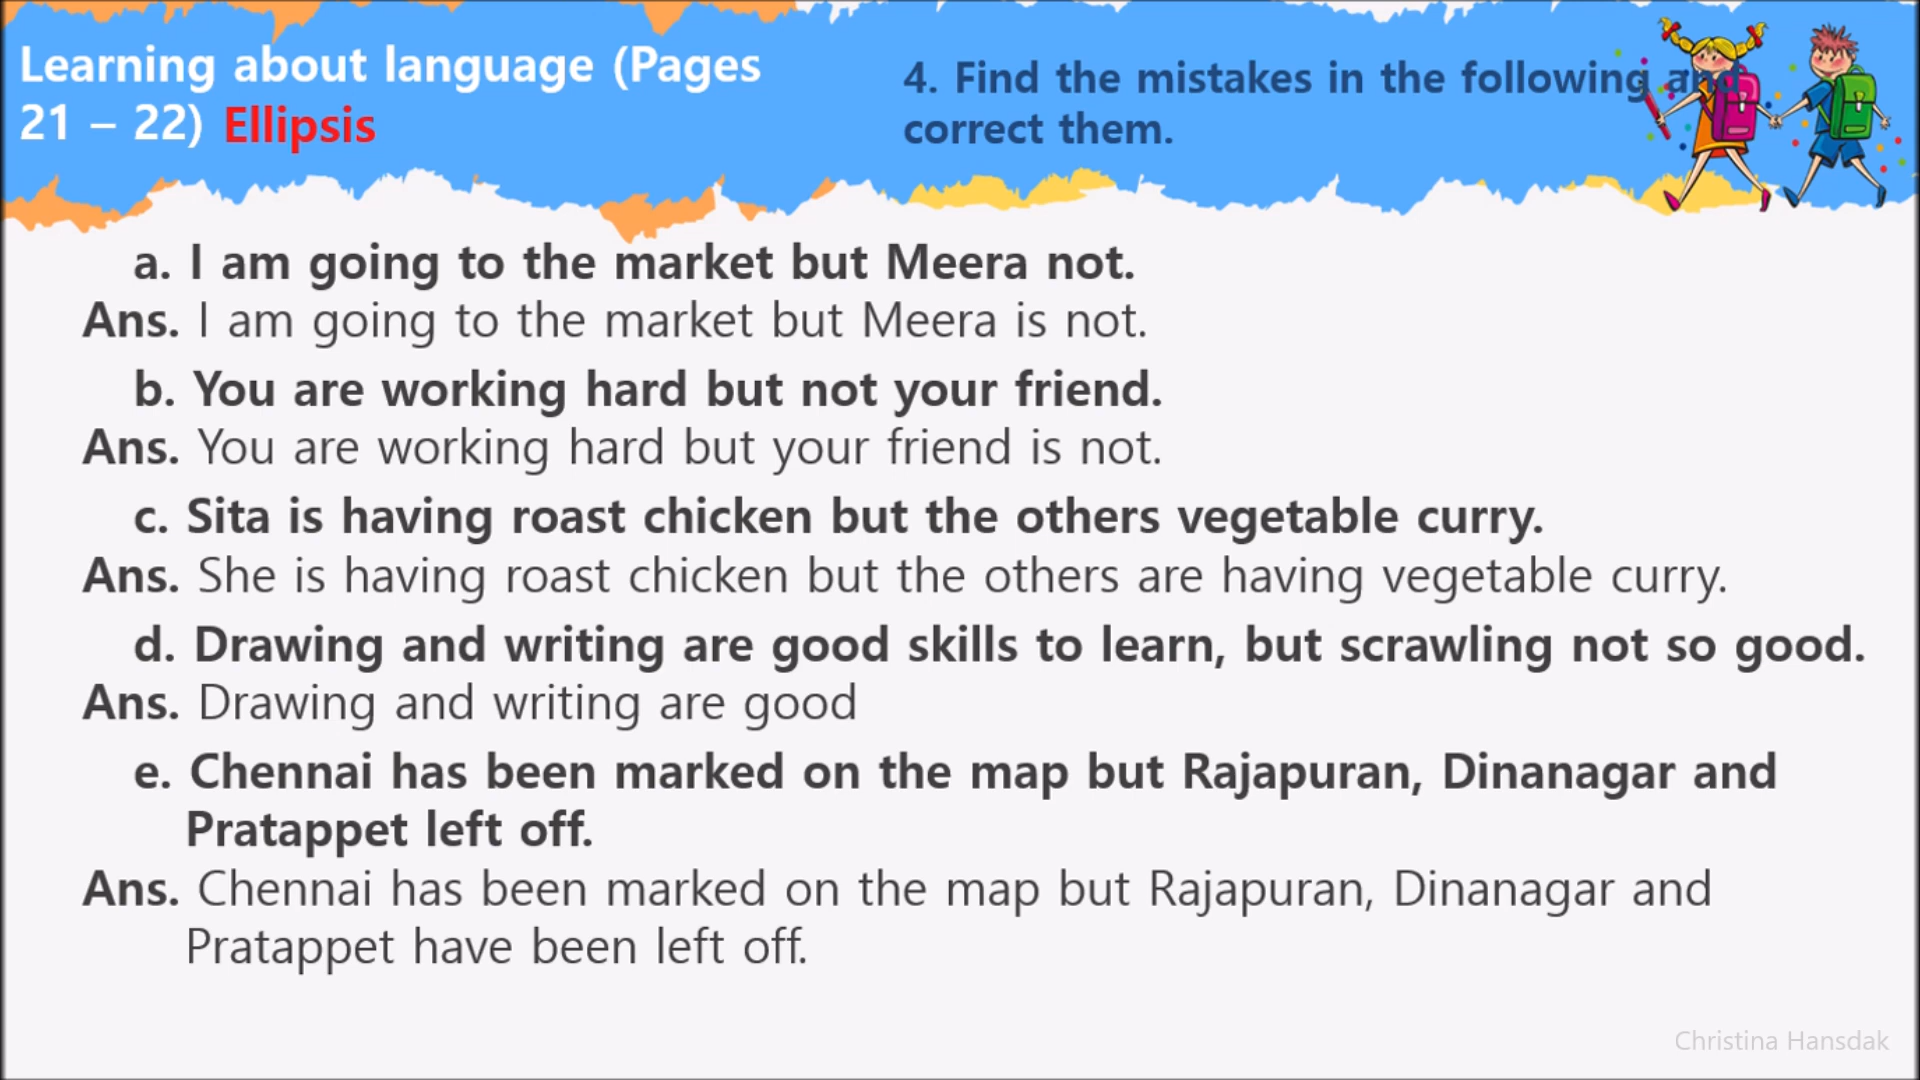 Learning about language (Pages
21 – 22) Ellipsis
4. Find the mistakes in the following and
correct them.
a. I am going to the market but Meera not.
Ans. I am going to the market but Meera is not.
b. You are working hard but not your friend.
Ans. You are working hard but your friend is not.
c. Sita is having roast chicken but the others vegetable curry.
Ans. She is having roast chicken but the others are having vegetable curry.
d. Drawing and writing are good skills to learn, but scrawling not so good.
Ans. Drawing and writing are good
e. Chennai has been marked on the map but Rajapuran, Dinanagar and
Pratappet left off.
Ans. Chennai has been marked on the map but Rajapuran, Dinanagar and
Pratappet have been left off.
Christina Hansdak